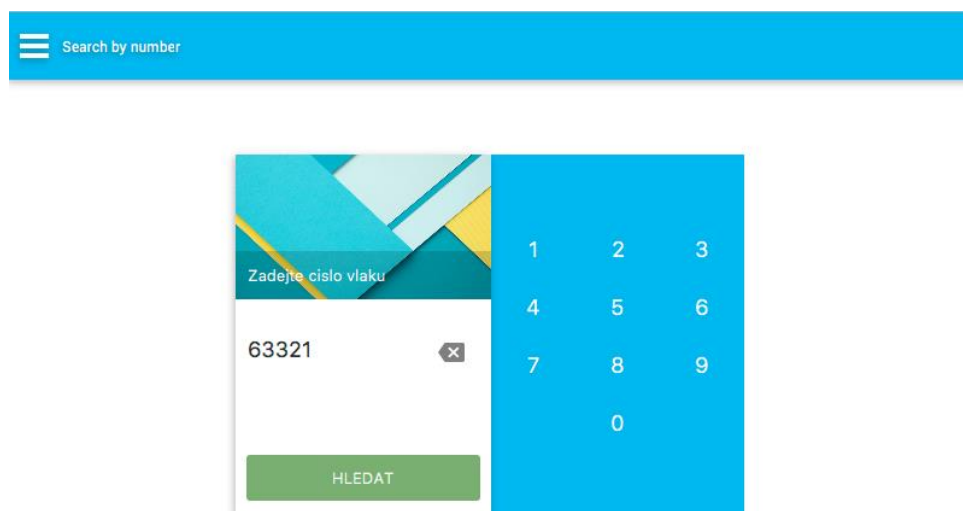 Search by number
Zadejte cislo vlaku
63321
HLEDAT
1 2 3
4 5 6
7 8 9
0